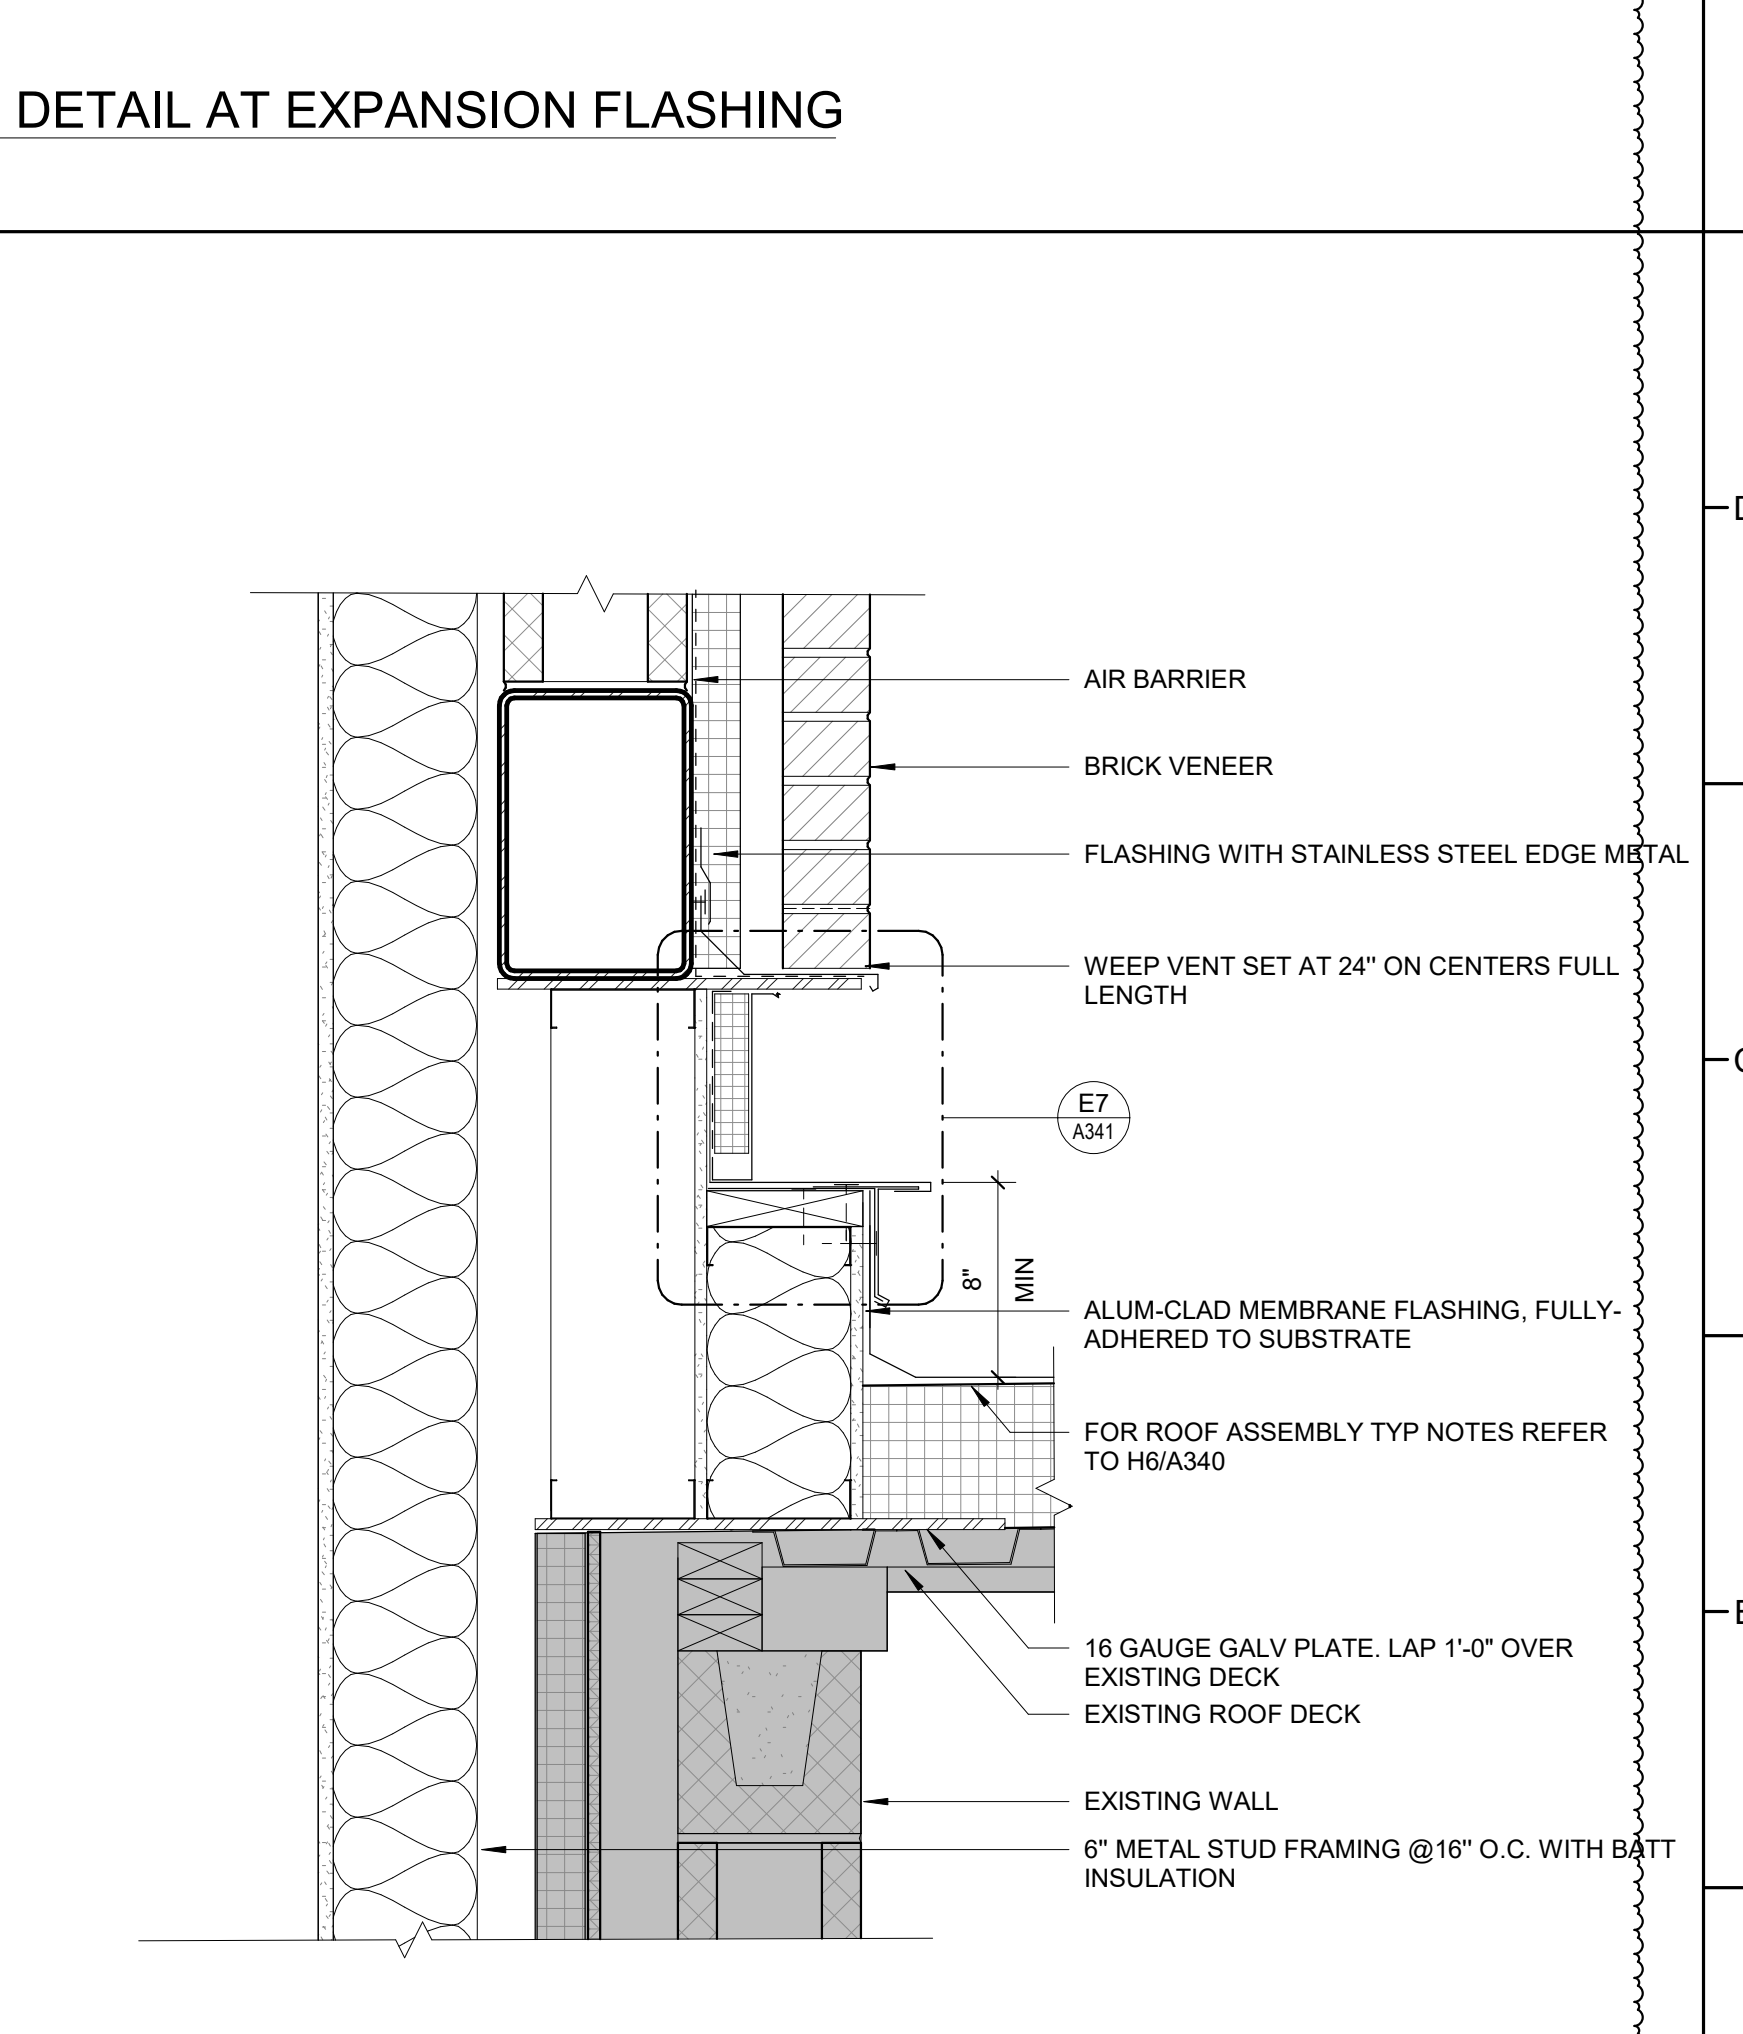 DETAIL AT EXPANSION FLASHING
AIR BARRIER
BRICK VENEER
FLASHING WITH STAINLESS STEEL EDGE METAL
WEEP VENT SET AT 24" ON CENTERS FULL
LENGTH
E7
A341
8"
MIN
ALUM-CLAD MEMBRANE FLASHING, FULLY-
ADHERED TO SUBSTRATE
FOR ROOF ASSEMBLY TYP NOTES REFER
TO H6/A340
16 GAUGE GALV PLATE. LAP 1'-0" OVER
EXISTING DECK
EXISTING ROOF DECK
EXISTING WALL
6" METAL STUD FRAMING @16" O.C. WITH BATT
INSULATION